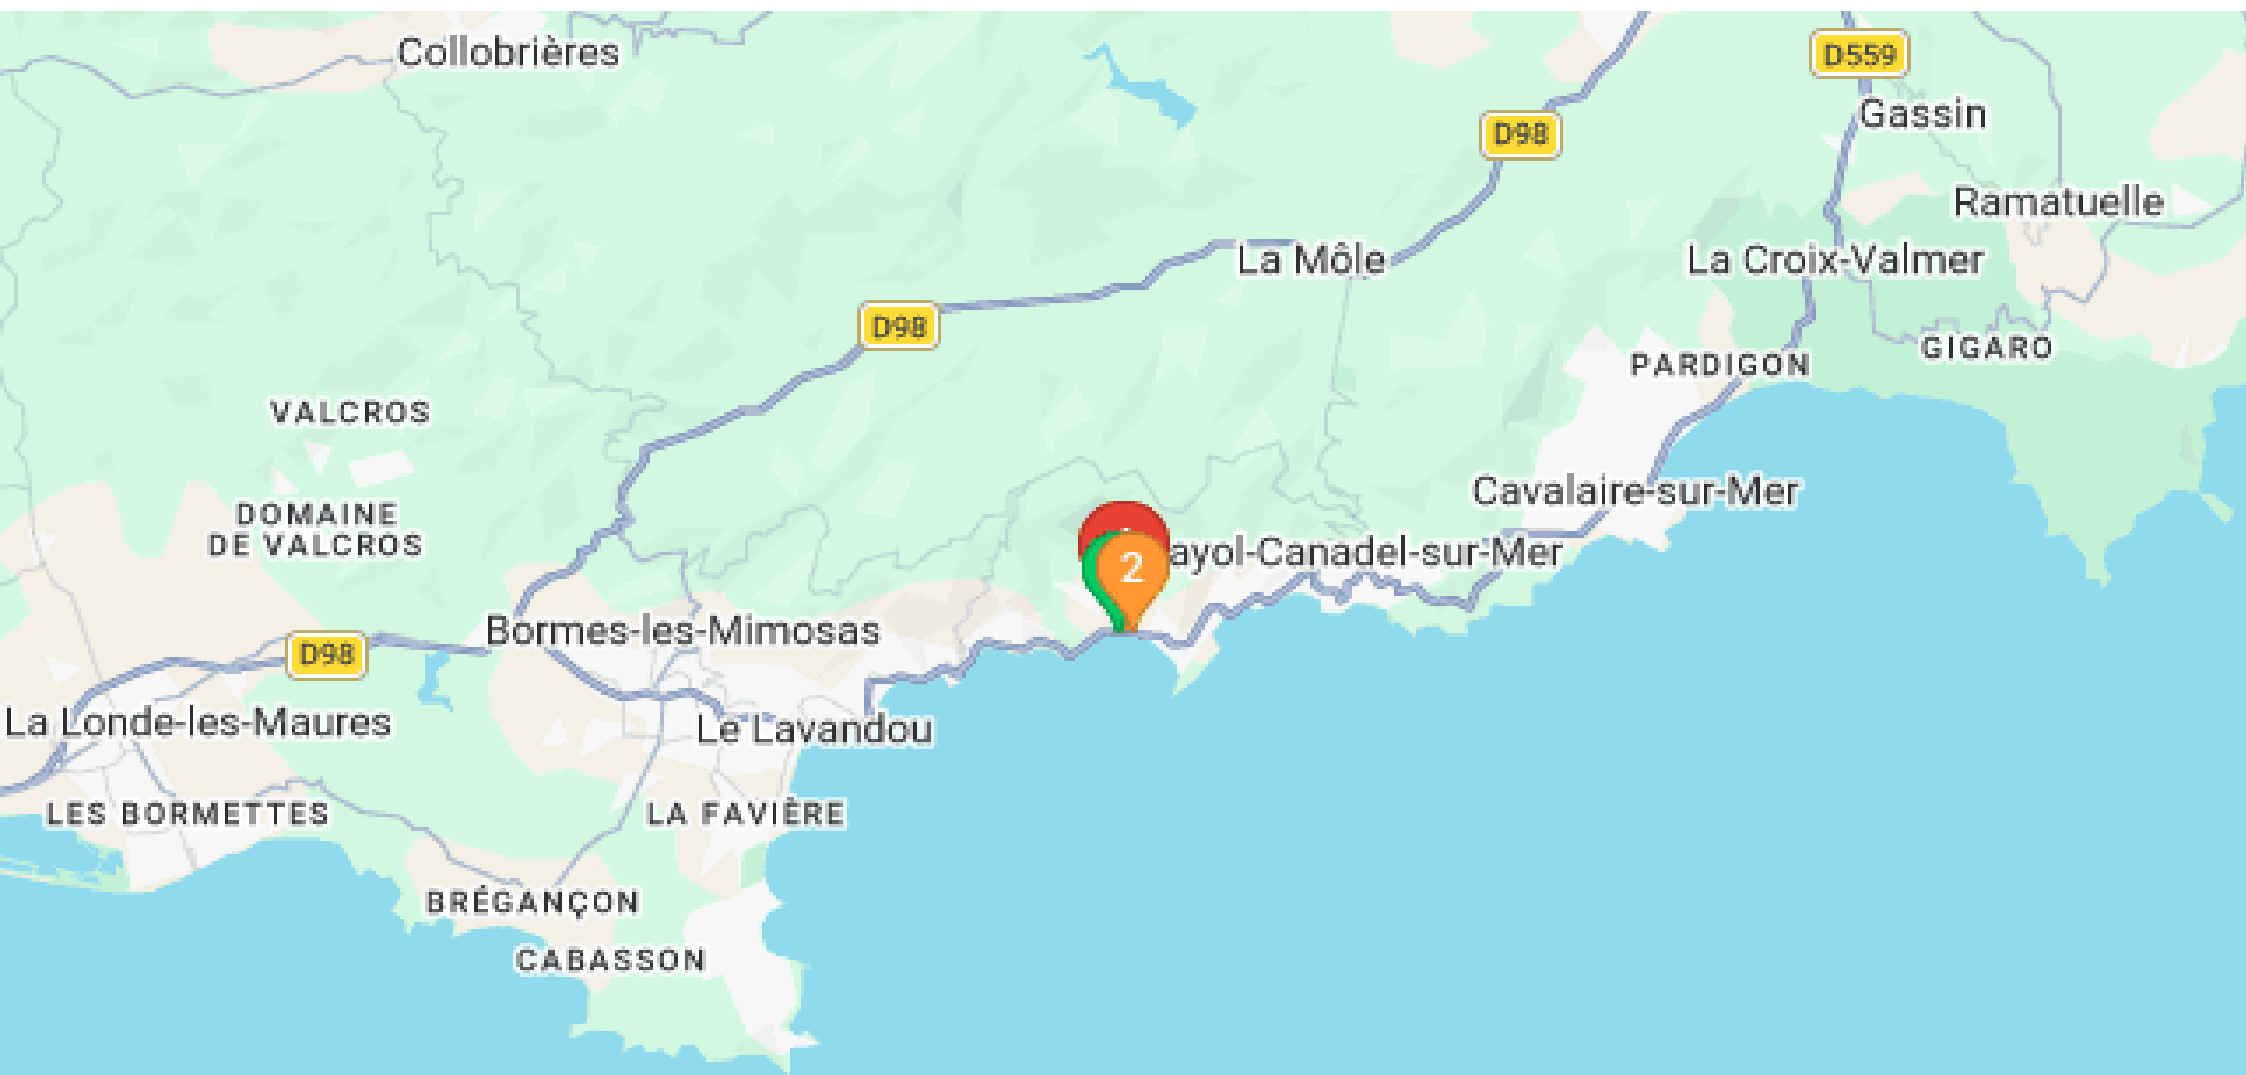 Collobrières
D559
Gassin
D98
Ramatuelle
La Môle
La Croix-Valmer
D98
GIGARO
PARDIGON
VALCROS
Cavalaire-sur-Mer
DOMAINE
DE VALCROS
2
ayol-Canadel-sur-Mer
Bormes-les-Mimosas
D98
La Londe-les-Maures
Le Lavandou
LES BORMETTES
LA FAVIÈRE
BRÉGANÇON
CABASSON